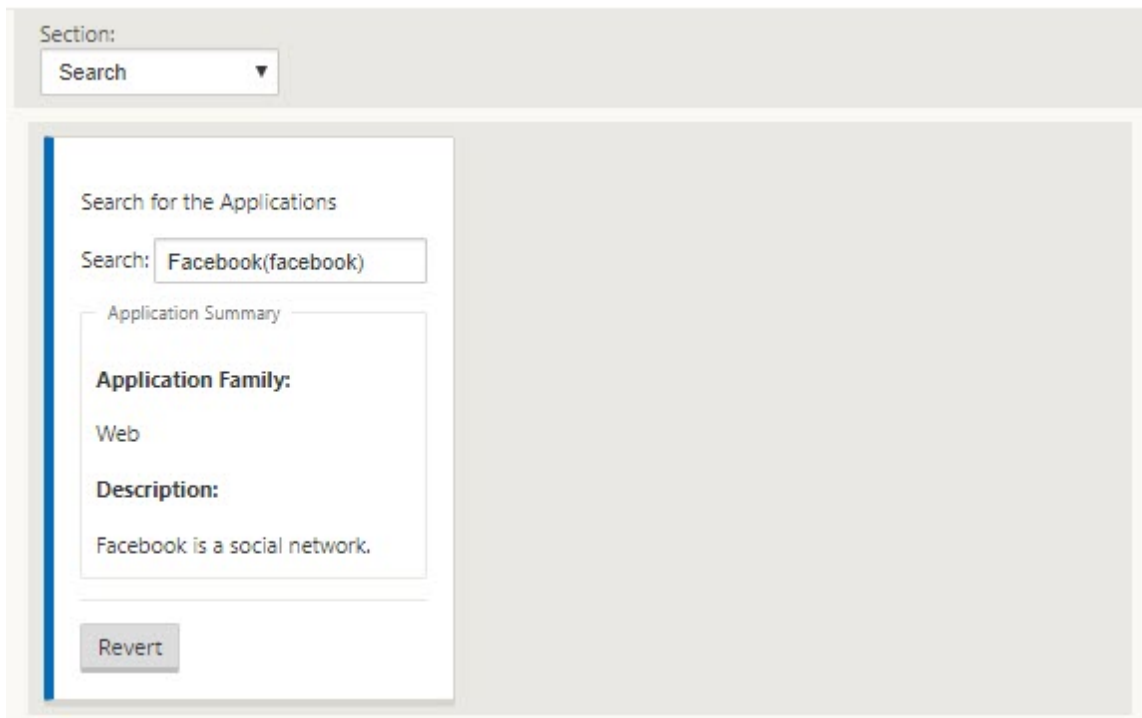 Section:
Search
Search for the Applications
Search: Facebook(facebook)
Application Summary
Application Family:
Web
Description:
Facebook is a social network.
Revert